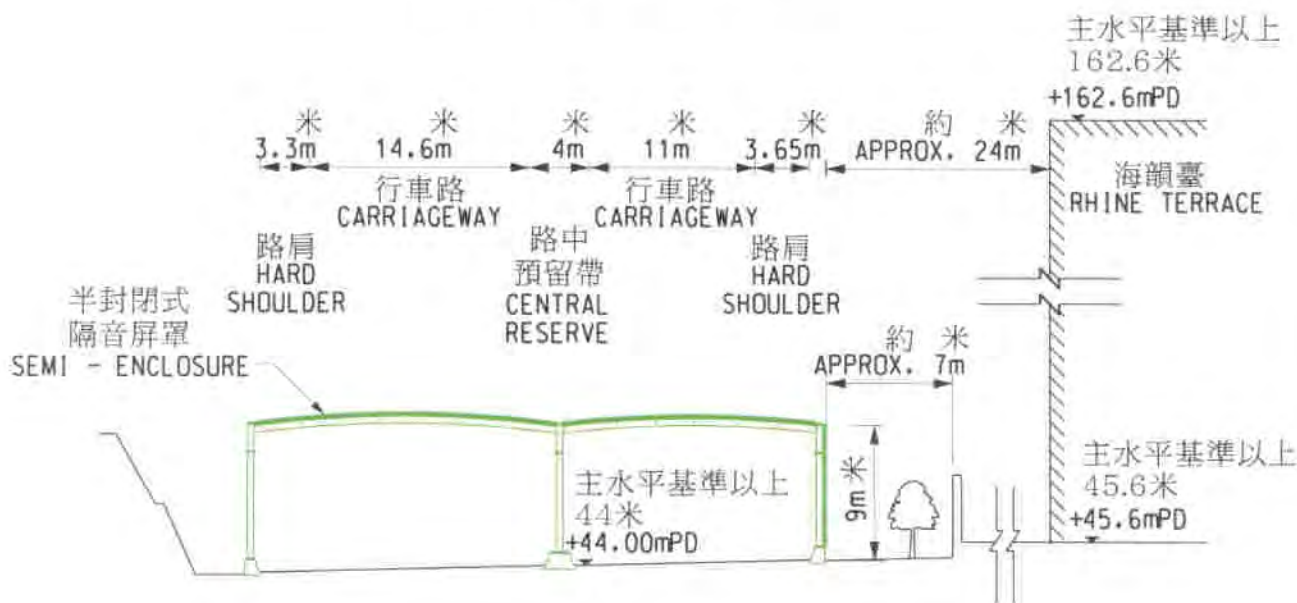 主水平基準以上
162.6米
+162.6mPD
米 米 米 米 米 約 米
3.3m 14.6m 4m 11m 3.65m APPROX. 24m
行車路
CARRIAGEWAY
行車路
CARRIAGEWAY
海韻臺
RHINE TERRACE
路肩
HARD
SHOULDER
路中
預留帶
CENTRAL
RESERVE
路肩
HARD
SHOULDER
半封閉式
隔音屏罩
SEMI - ENCLOSURE
約 米
APPROX. 7m
9m 米
主水平基準以上
44米
+44.00mPD
主水平基準以上
45.6米
+45.6mPD